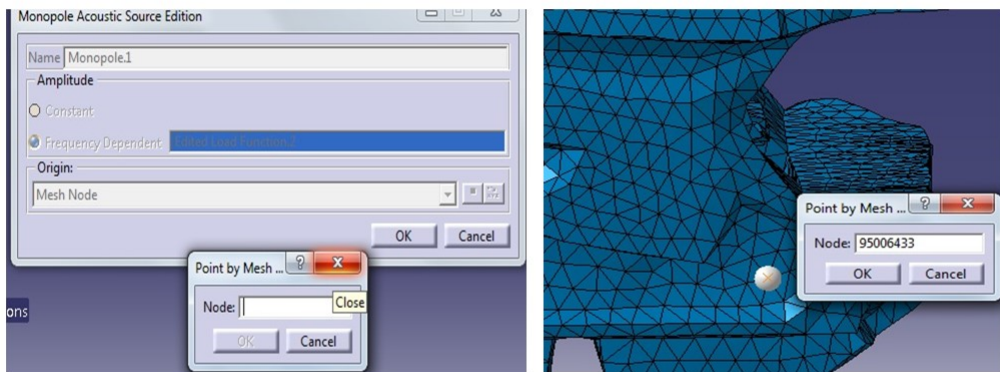 Monopole Acoustic Source Edition
Name Monopole.1
Amplitude
Constant
Frequency Dependent Edited Load Function.2
Origin:
Mesh Node
OK Cancel
Point by Mesh ...
Node:
Close
OK Cancel
ons
Point by Mesh ...
Node: 95006433
OK Cancel